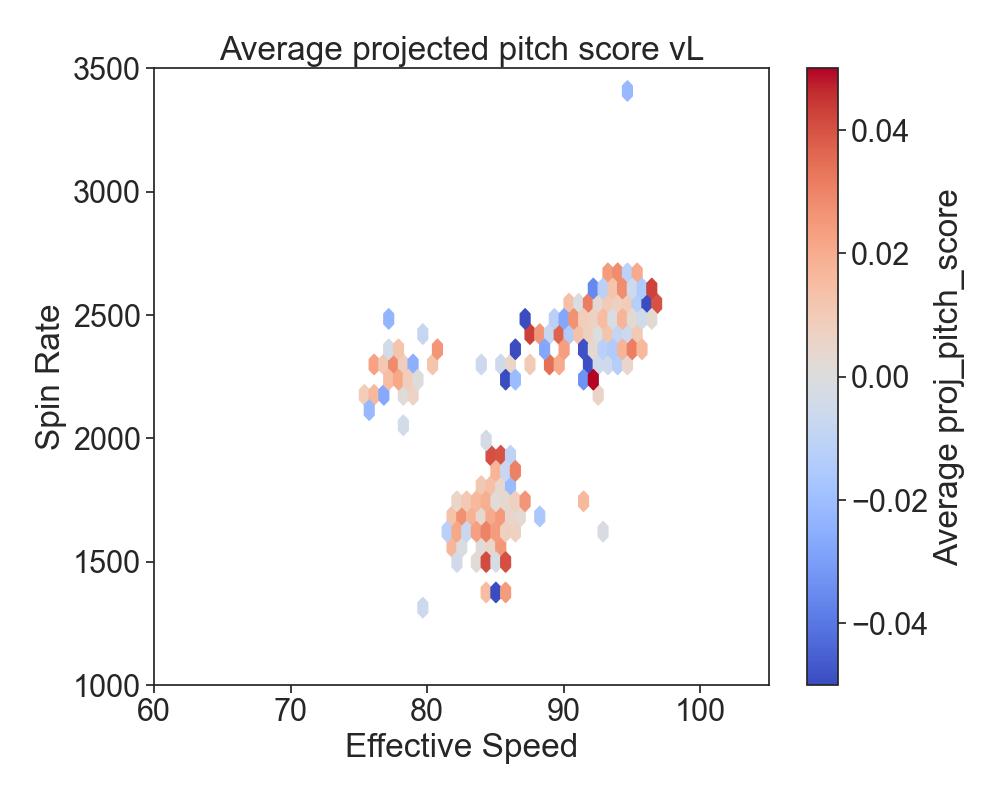 Average projected pitch score vL
3500
3000
2500
2000
1500
1000
Spin Rate
60 70 80 90 100
Effective Speed
0.04
0.02
0.00
−0.02
−0.04
Average proj_pitch_score